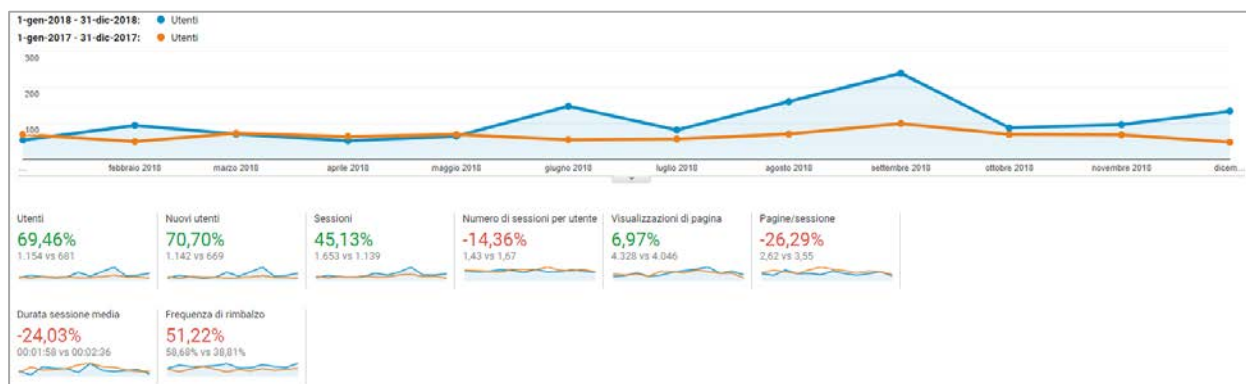 1-gen-2018 - 31-dic-2018: Utenti
1-gen-2017 - 31-dic-2017: Utenti
300
200
100
... febbraio 2018 marzo 2018 aprile 2018 maggio 2018 giugno 2018 luglio 2018 agosto 2018 settembre 2018 ottobre 2018 novembre 2018 dicem...
Utenti Nuovi utenti Sessioni Numero di sessioni per utente Visualizzazioni di pagina Pagine/sessione
69,46% 70,70% 45,13% -14,36% 6,97% -26,29%
1.154 vs 681 1.142 vs 669 1.653 vs 1.139 1,43 vs 1,67 4.328 vs 4.046 2,62 vs 3,55
Durata sessione media Frequenza di rimbalzo
-24,03% 51,22%
00:01:58 vs 00:02:36 58,68% vs 38,81%